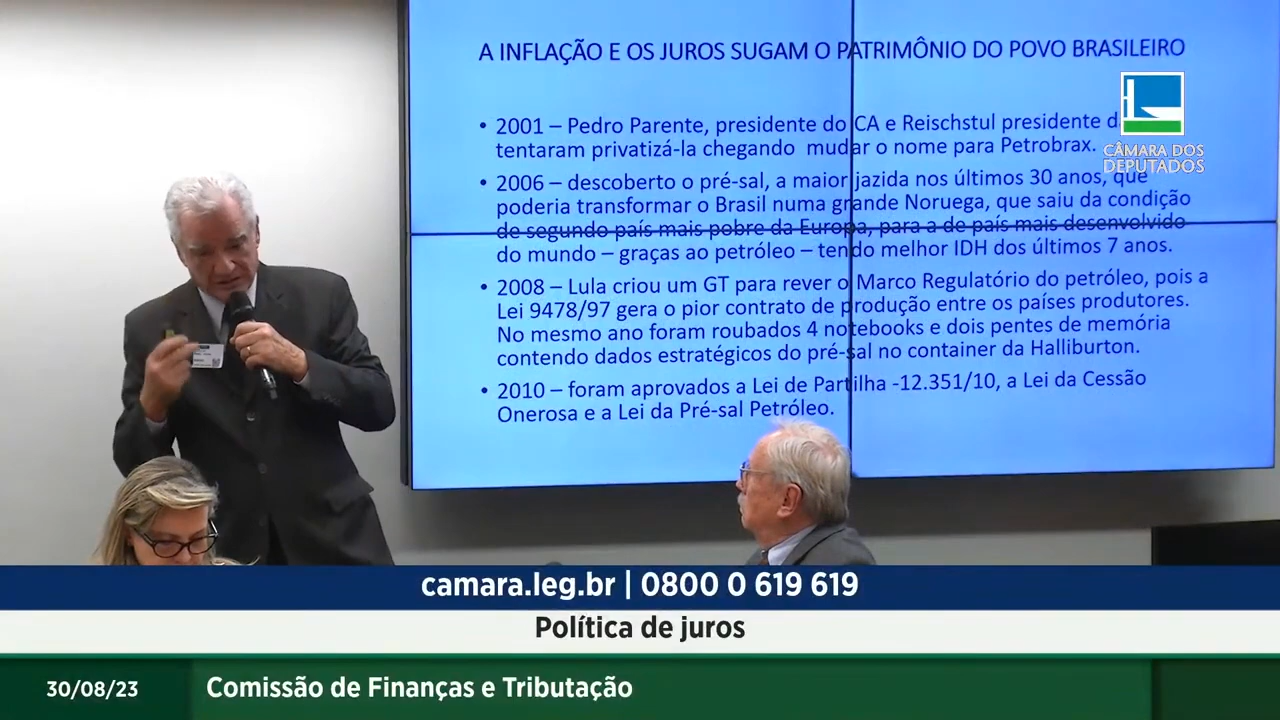 A INFLAÇÃO E OS JUROS SUGAM O PATRIMÔNIO DO POVO BRASILEIRO
• 2001 – Pedro Parente, presidente do CA e Reischstul presidente
tentaram privatizá-la chegando mudar o nome para Petrobrax.
• 2006 – descoberto o pré-sal, a maior jazida nos últimos 30 anos, que
poderia transformar o Brasil numa grande Noruega, que saiu da condição
de segundo país mais pobre da Europa, para a de país mais desenvolvido
do mundo – graças ao petróleo – tendo melhor IDH dos últimos 7 anos.
• 2008 – Lula criou um GT para rever o Marco Regulatório do petróleo, pois a
Lei 9478/97 gera o pior contrato de produção entre os países produtores.
No mesmo ano foram roubados 4 notebooks e dois pentes de memória
contendo dados estratégicos do pré-sal no container da Halliburton.
• 2010 – foram aprovados a Lei de Partilha -12.351/10, a Lei da Cessão
Onerosa e a Lei da Pré-sal Petróleo.
CÂMARA DOS
DEPUTADOS
camara.leg.br | 0800 0 619 619
Política de juros
30/08/23 Comissão de Finanças e Tributação